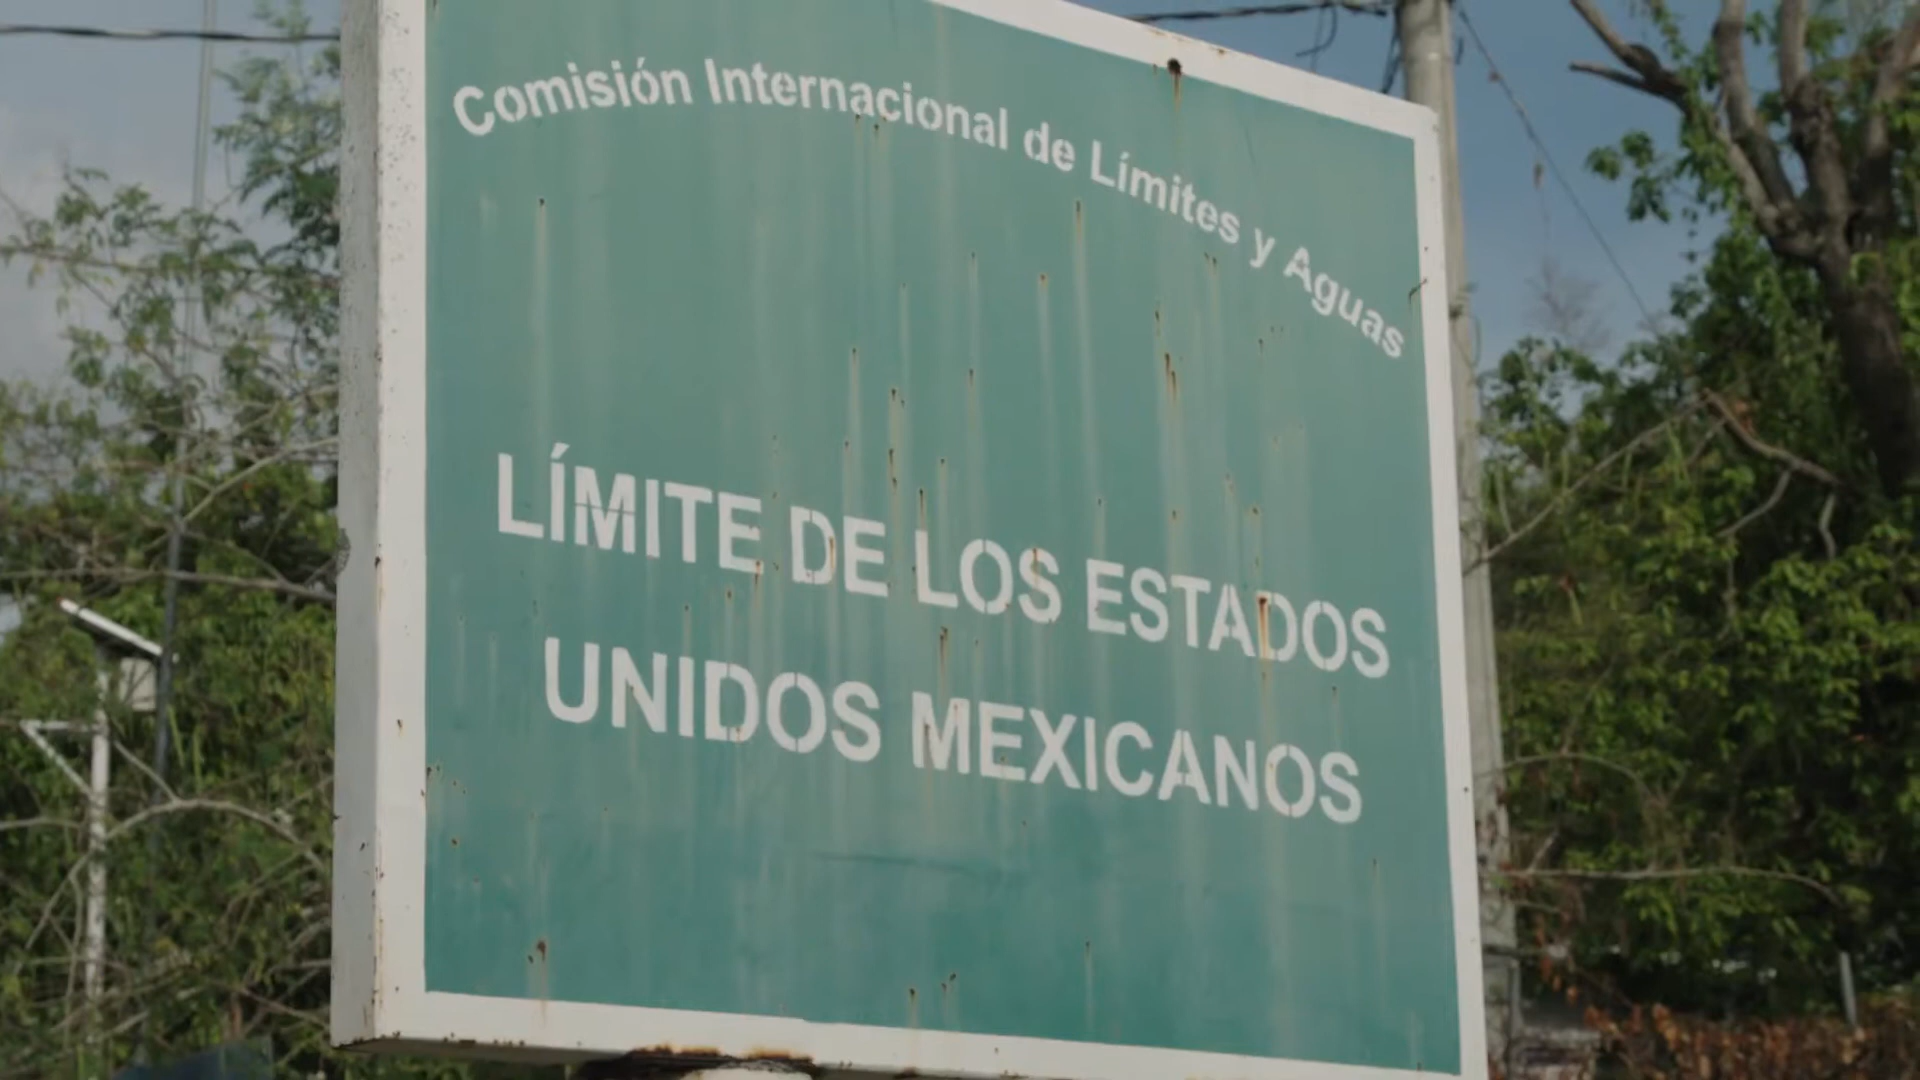 Comisión Internacional de Límites y Aguas
LÍMITE DE LOS ESTADOS
UNIDOS MEXICANOS